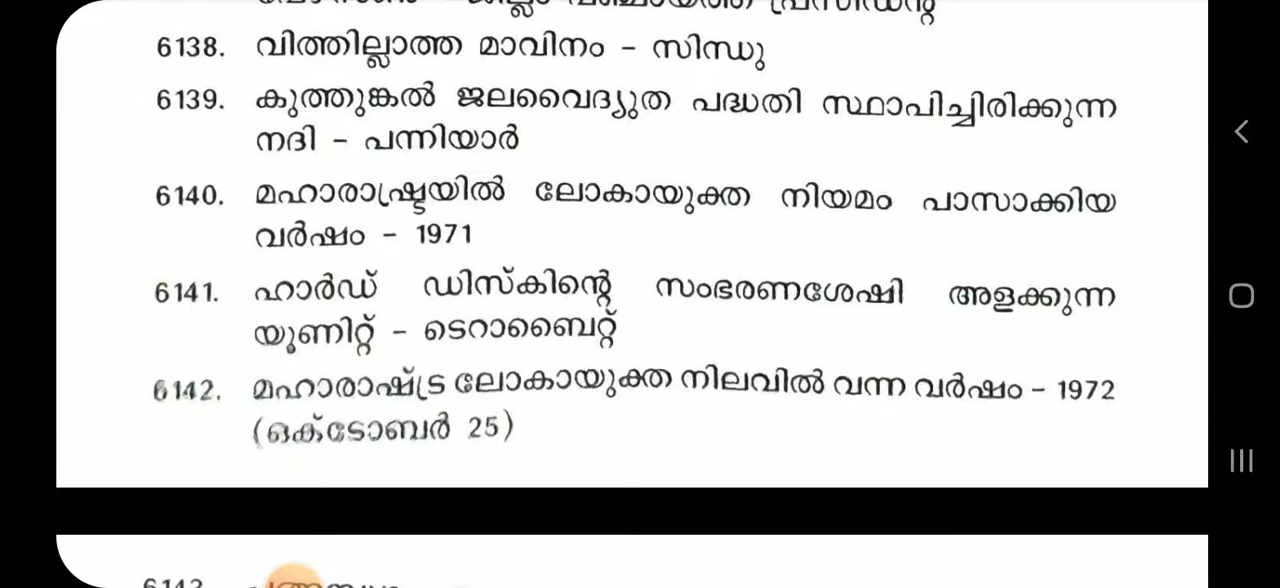 6138. വിത്തില്ലാത്ത മാവിനം – സിന്ധു
6139. കുത്തുങ്കൽ ജലവൈദ്യുത പദ്ധതി സ്ഥാപിച്ചിരിക്കുന്ന
നദി – പന്നിയാർ
6140. മഹാരാഷ്ട്രയിൽ ലോകായുക്ത നിയമം പാസാക്കിയ
വർഷം – 1971
6141. ഹാർഡ് ഡിസ്കിന്റെ സംഭരണശേഷി അളക്കുന്ന
യൂണിറ്റ് – ടെറാബൈറ്റ്
6142. മഹാരാഷ്ട്ര ലോകായുക്ത നിലവിൽ വന്ന വർഷം – 1972
(ഒക്ടോബർ 25)